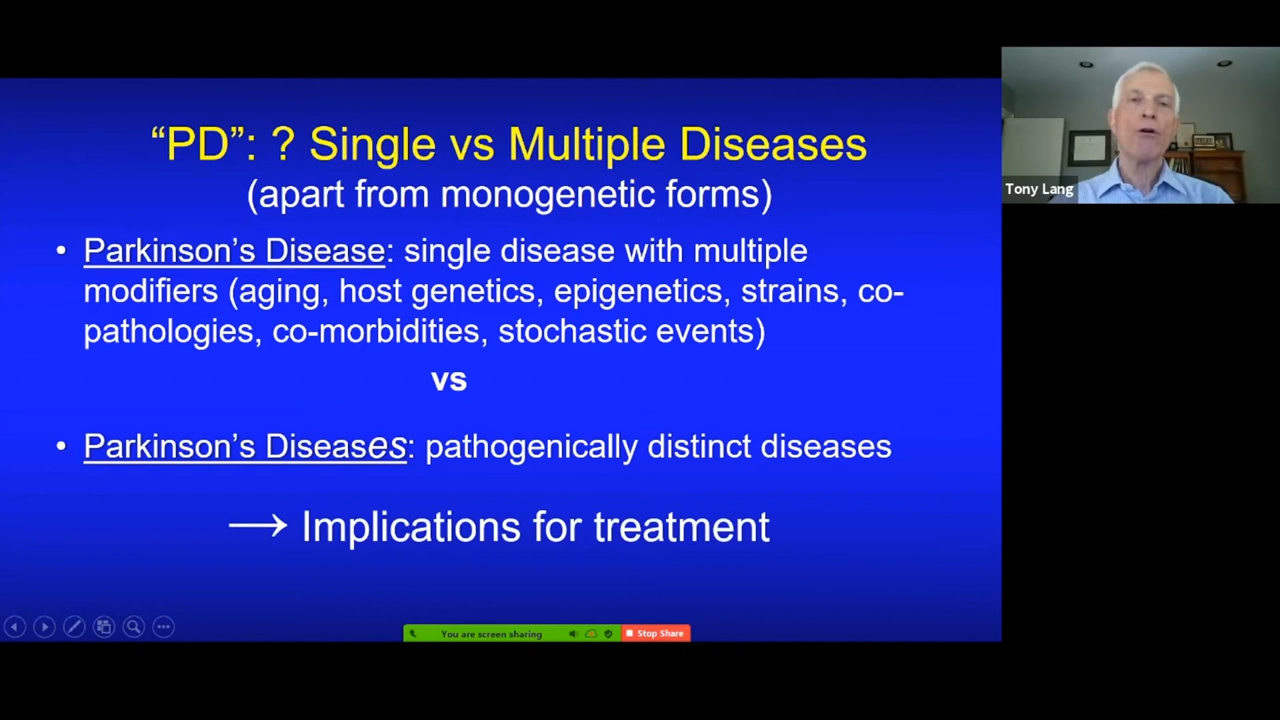 “PD”: ? Single vs Multiple Diseases
(apart from monogenetic forms)
• Parkinson’s Disease: single disease with multiple
modifiers (aging, host genetics, epigenetics, strains, co-
pathologies, co-morbidities, stochastic events)
vs
• Parkinson’s Diseases: pathogenically distinct diseases
→ Implications for treatment
You are screen sharing
Stop Share
Tony Lang